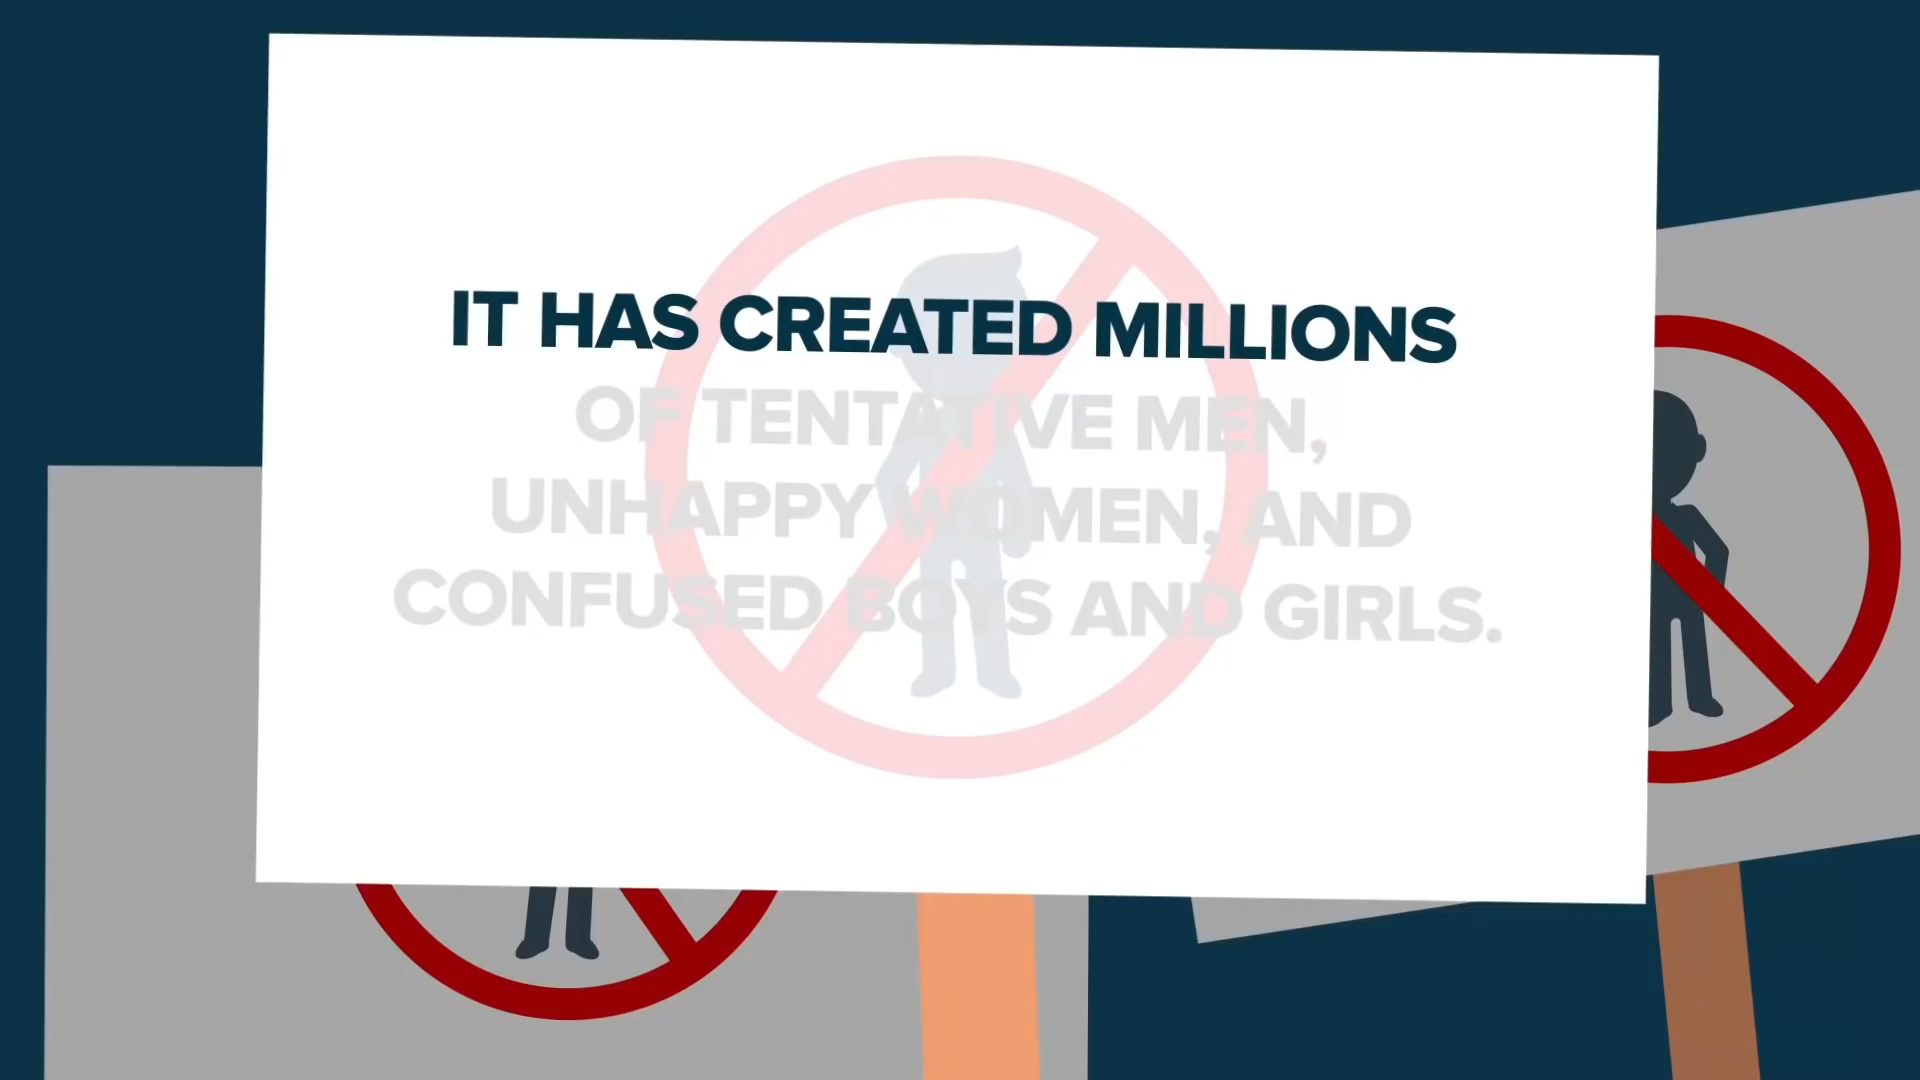 IT HAS CREATED MILLIONS
OF TENTATIVE MEN,
UNHAPPY WOMEN, AND
CONFUSED BOYS AND GIRLS.